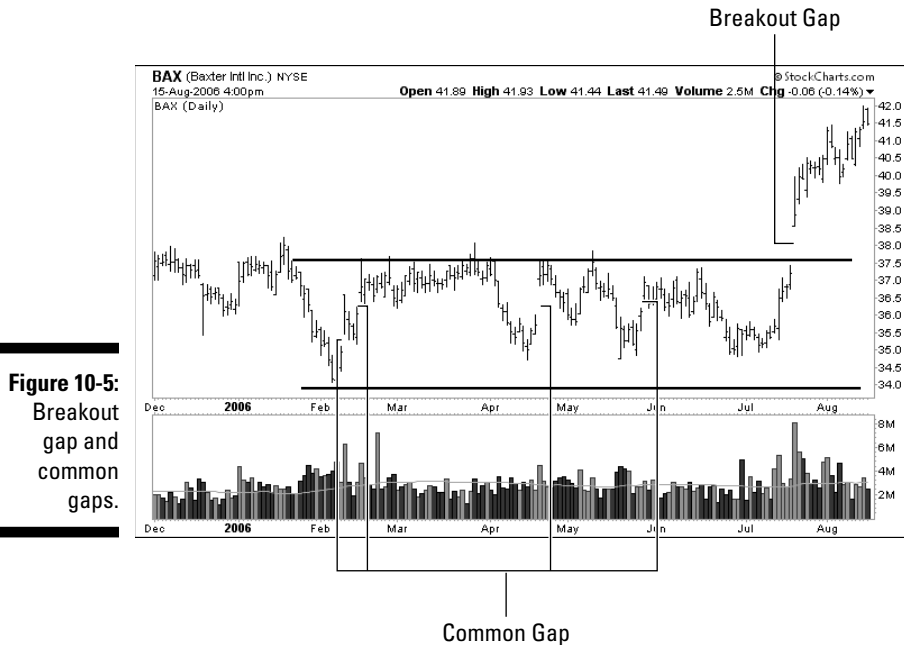 Breakout Gap
BAX (Baxter Intl Inc.) NYSE
© StockCharts.com
15-Aug-2006 4:00pm
Open 41.89 High 41.93 Low 41.44 Last 41.49 Volume 2.5M Chg -0.06 (-0.14%)
BAX (Daily)
42.0
41.5
41.0
40.5
40.0
39.5
39.0
38.5
38.0
37.5
37.0
36.5
36.0
35.5
35.0
34.5
34.0
Dec 2006 Feb Mar Apr May Jun Jul Aug
8M
6M
4M
2M
Dec 2006 Feb Mar Apr May Jun Jul Aug
Figure 10-5:
Breakout
gap and
common
gaps.
Common Gap